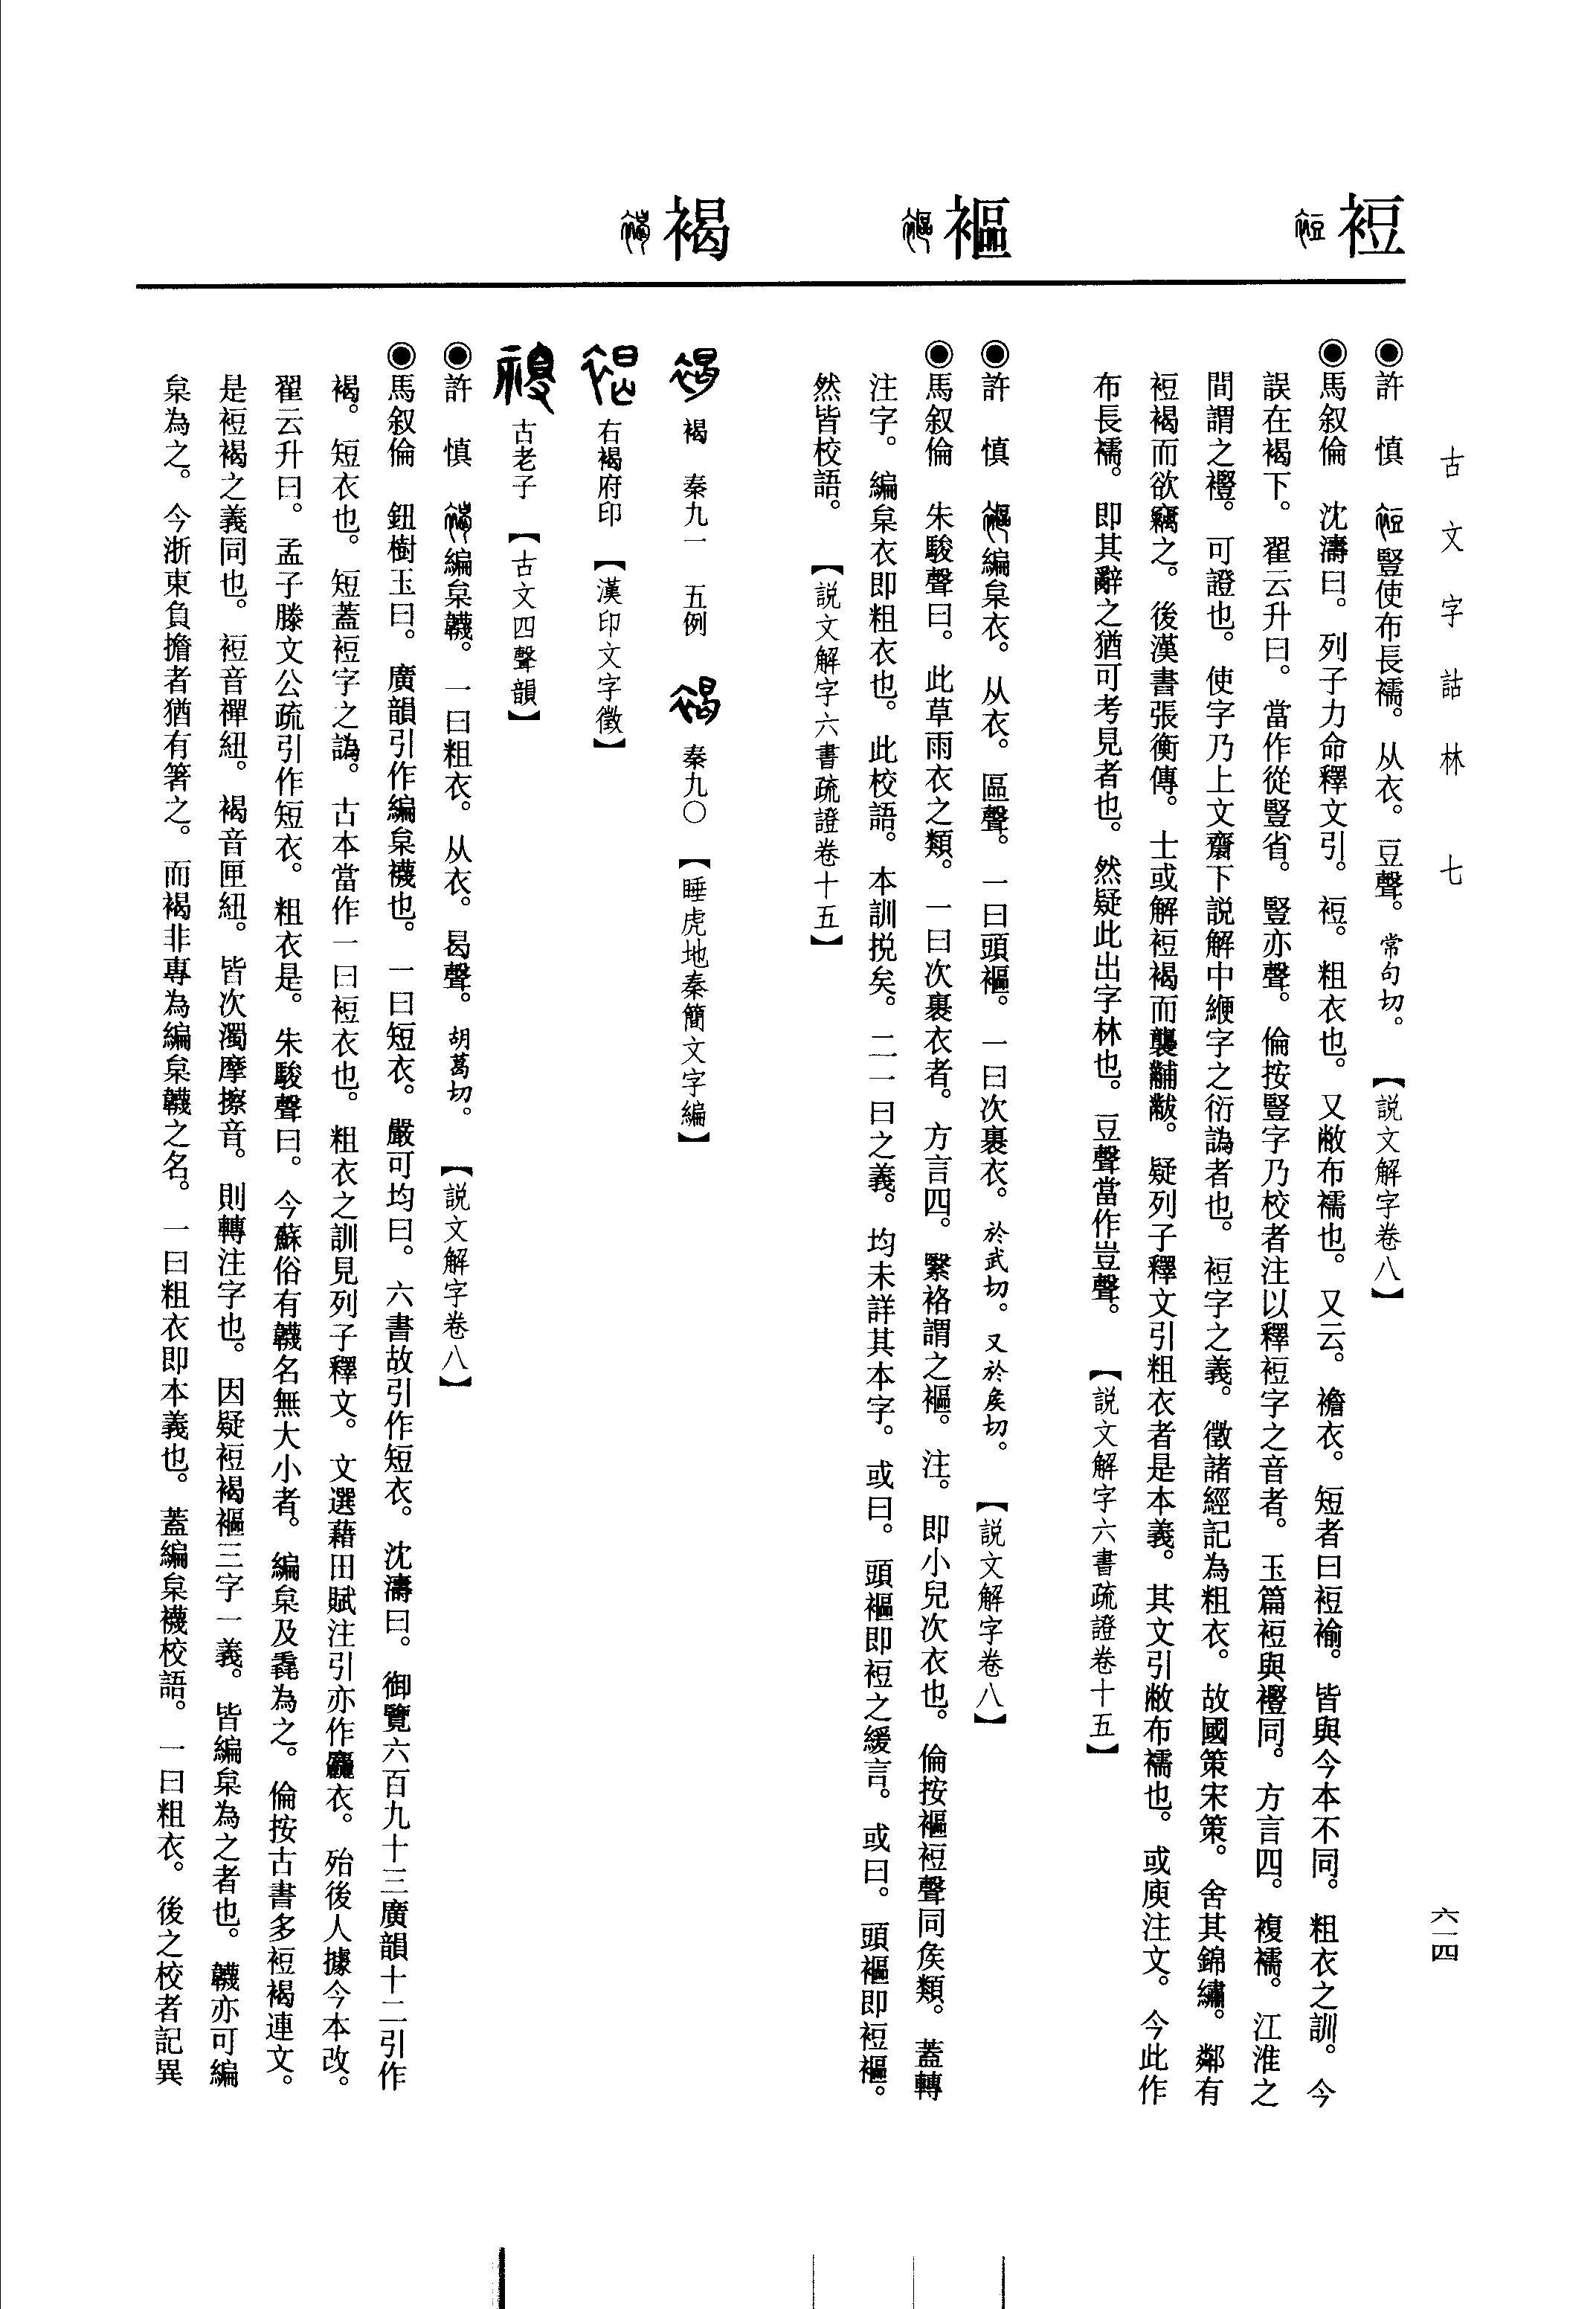 古文字詁林　七
六一四
裋
◉許　慎　豎使布長襦。从衣。豆聲。常句切。【説文解字卷八】
◉馬叙倫　沈濤曰。列子力命釋文引。裋。粗衣也。又敝布襦也。又云。襜衣。短者曰裋褕。皆與今本不同。粗衣之訓。今
誤在褐下。翟云升曰。當作從豎省。豎亦聲。倫按豎字乃校者注以釋裋字之音者。玉篇裋與𧞫同。方言四。複襦。江淮之
間謂之𧞫。可證也。使字乃上文齌下説解中緶字之衍譌者也。裋字之義。徵諸經記為粗衣。故國策宋策。舍其錦繡。鄰有
裋褐而欲竊之。後漢書張衡傳。士或解裋褐而襲黼黻。疑列子釋文引粗衣者是本義。其文引敝布襦也。或庾注文。今此作
布長襦。即其辭之猶可考見者也。然疑此出字林也。豆聲當作豈聲。【説文解字六書疏證卷十五】
褔
◉許　慎　編枲衣。从衣。區聲。一曰頭𧛸。一曰次裹衣。於武切。又於矦切。【説文解字卷八】
◉馬叙倫　朱駿聲曰。此草雨衣之類。一曰次裹衣者。方言四。繄袼謂之𧛸。注。即小兒次衣也。倫按𧛸裋聲同矦類。蓋轉
注字。編枲衣即粗衣也。此校語。本訓挩矣。二一曰之義。均未詳其本字。或曰。頭𧛸即裋之緩言。或曰。頭𧛸即裋𧛸。
然皆校語。【説文解字六書疏證卷十五】
褐
褐　秦九一　五例　秦九〇　【睡虎地秦簡文字編】
右褐府印　【漢印文字徵】
古老子　【古文四聲韻】
◉許　慎　編枲韤。一曰粗衣。从衣。曷聲。胡葛切。【説文解字卷八】
◉馬叙倫　鈕樹玉曰。廣韻引作編枲襪也。一曰短衣。嚴可均曰。六書故引作短衣。沈濤曰。御覽六百九十三廣韻十二引作
褐。短衣也。短蓋裋字之譌。古本當作一曰裋衣也。粗衣之訓見列子釋文。文選藉田賦注引亦作麤衣。殆後人據今本改。
翟云升曰。孟子滕文公疏引作短衣。粗衣是。朱駿聲曰。今蘇俗有韤名無大小者。編枲及毳為之。倫按古書多裋褐連文。
是裋褐之義同也。裋音禪紐。褐音匣紐。皆次濁摩擦音。則轉注字也。因疑裋褐𧛸三字一義。皆編枲為之者也。韤亦可編
枲為之。今浙東負擔者猶有箸之。而褐非專為編枲韤之名。一曰粗衣即本義也。蓋編枲襪校語。一曰粗衣。後之校者記異